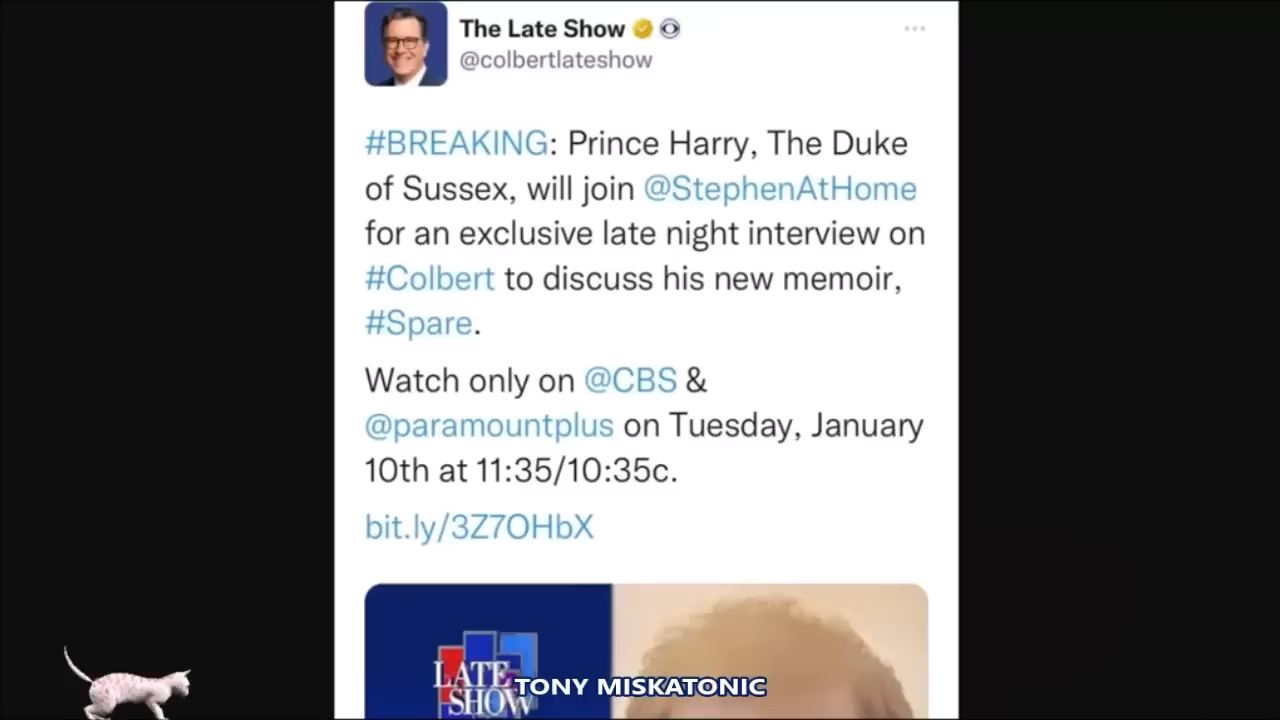 The Late Show
@colbertlateshow
#BREAKING: Prince Harry, The Duke
of Sussex, will join @StephenAtHome
for an exclusive late night interview on
#Colbert to discuss his new memoir,
#Spare.
Watch only on @CBS &
@paramountplus on Tuesday, January
10th at 11:35/10:35c.
bit.ly/3Z7OHbX
LATE
SHOW
TONY MISKATONIC